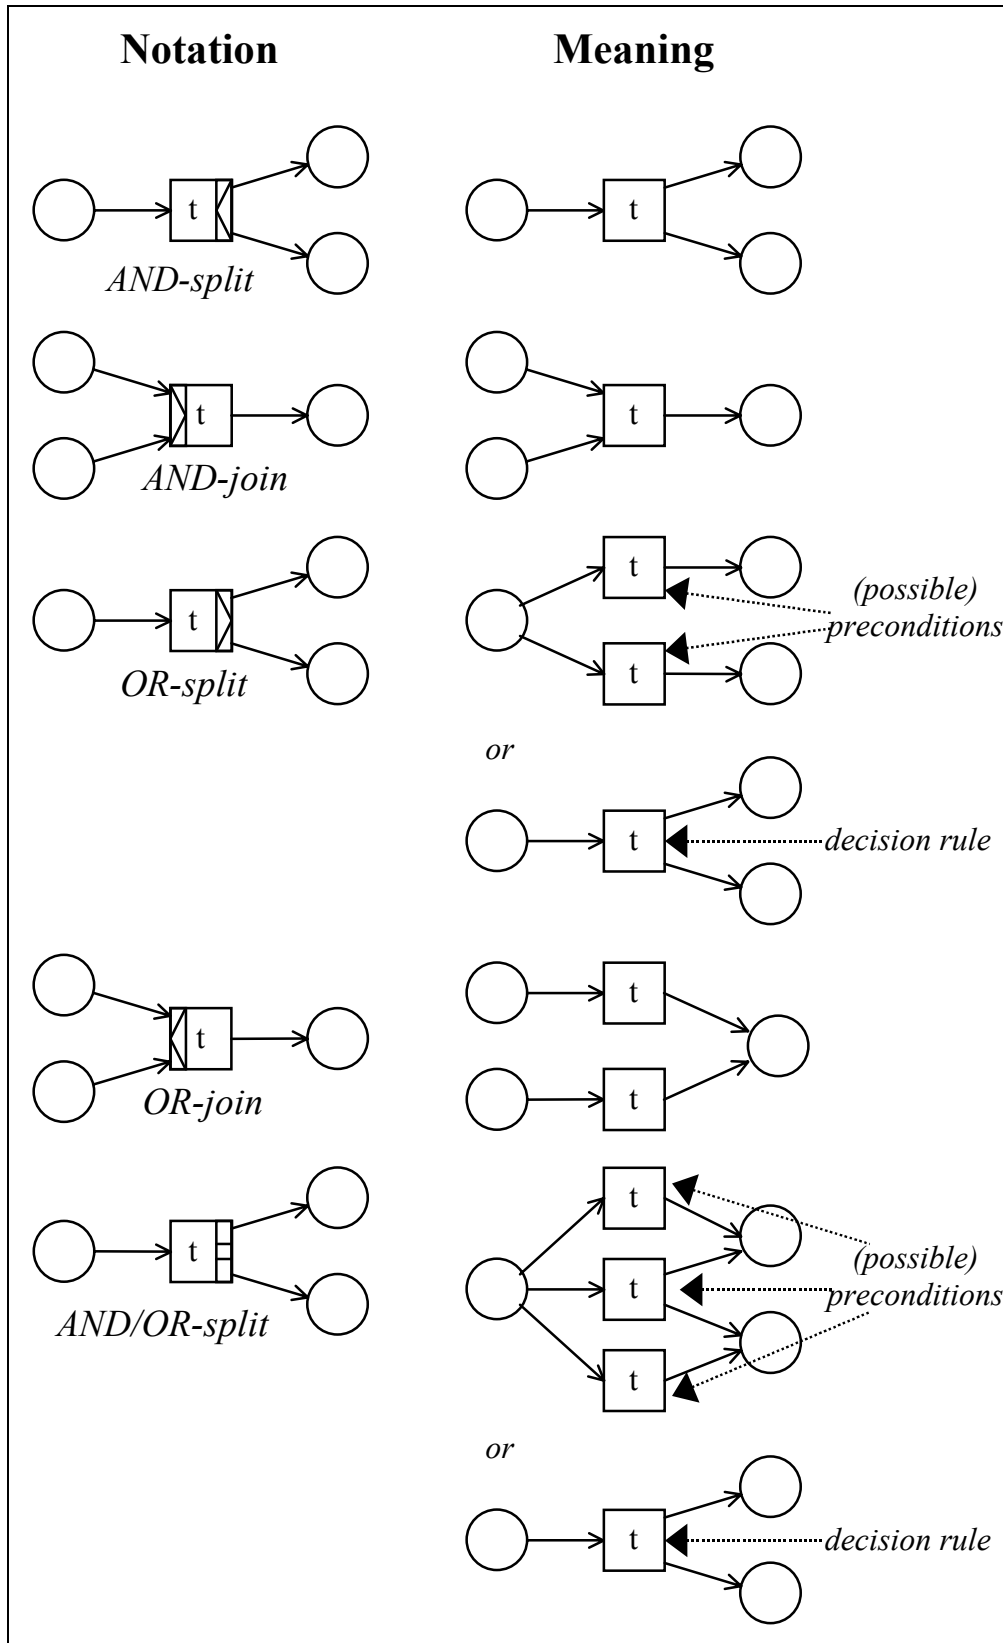 Notation Meaning
t t
AND-split
t t
AND-join
t t
(possible)
preconditions
t
OR-split
or
t decision rule
t
t
t
OR-join
t
(possible)
t t preconditions
AND/OR-split
t
or
t decision rule